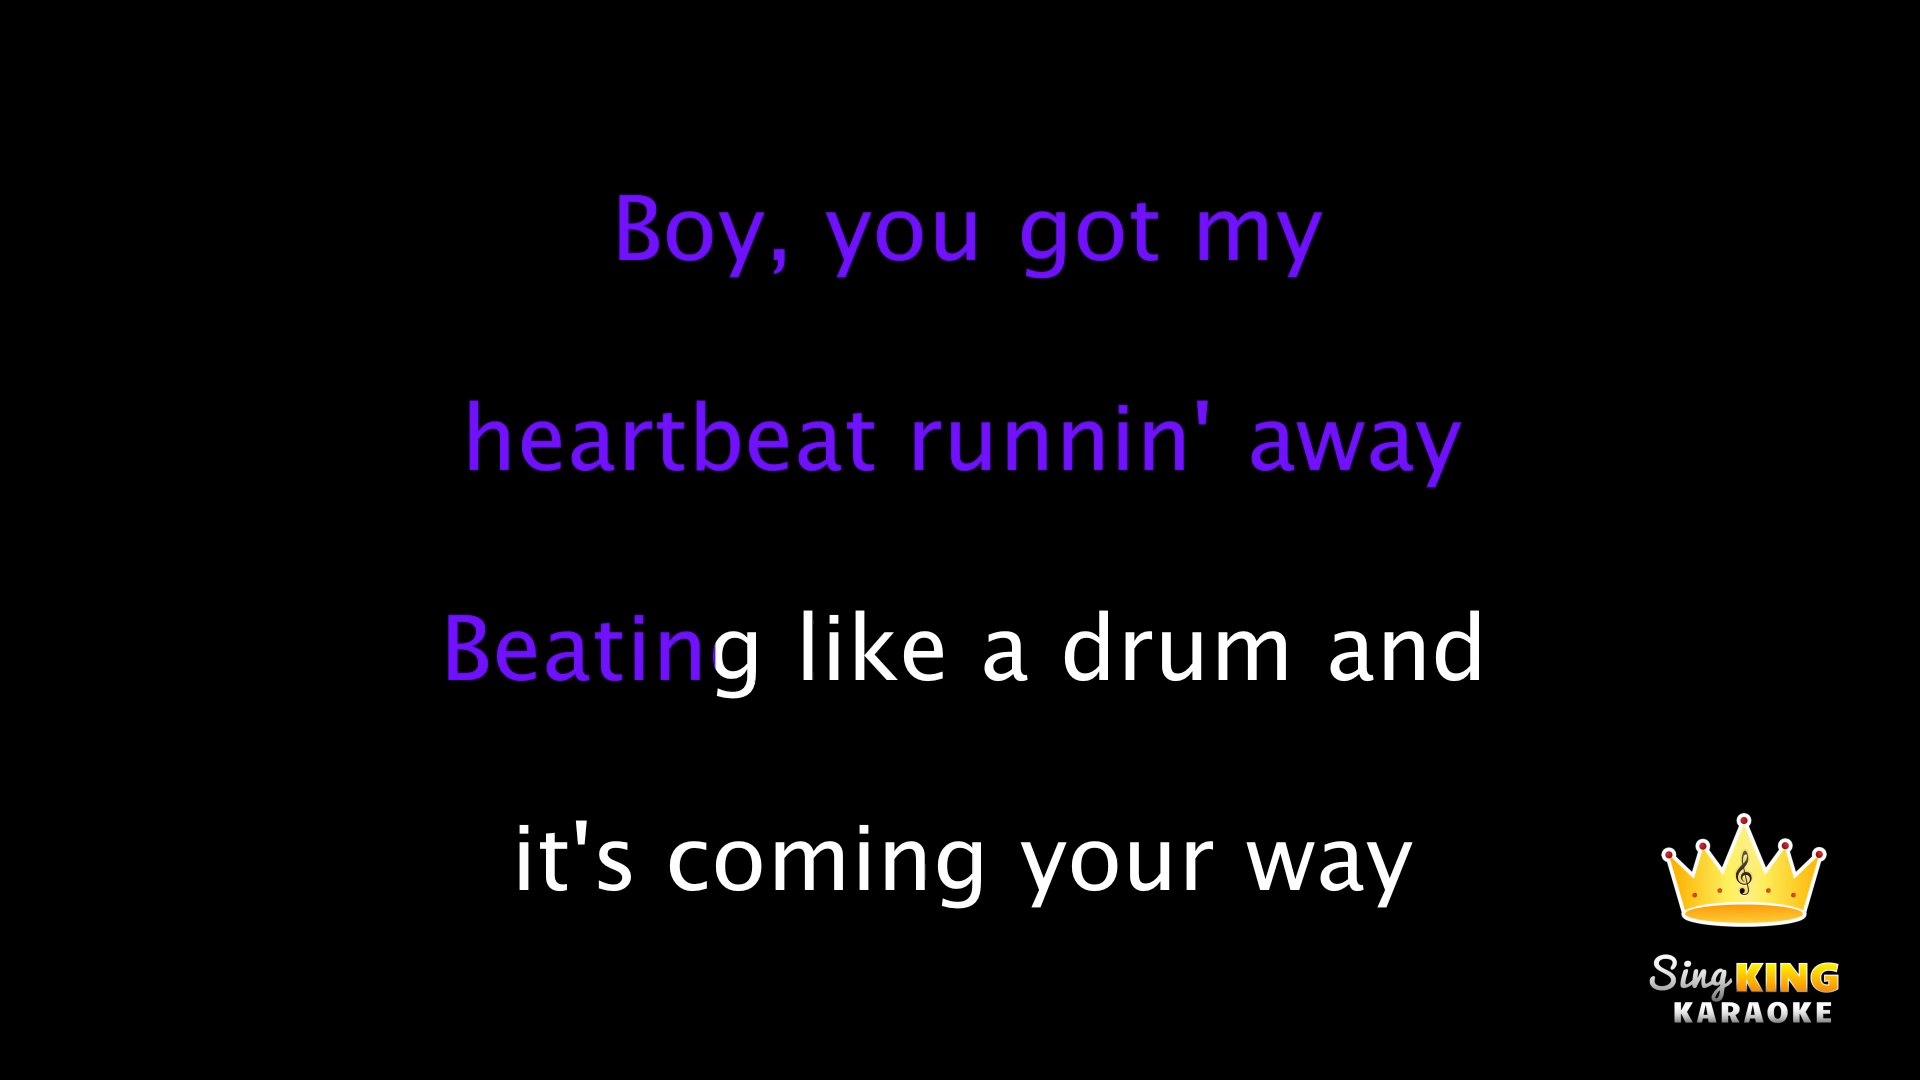 Boy, you got my
heartbeat runnin' away
Beating like a drum and
it's coming your way
Sing KING
KARAOKE